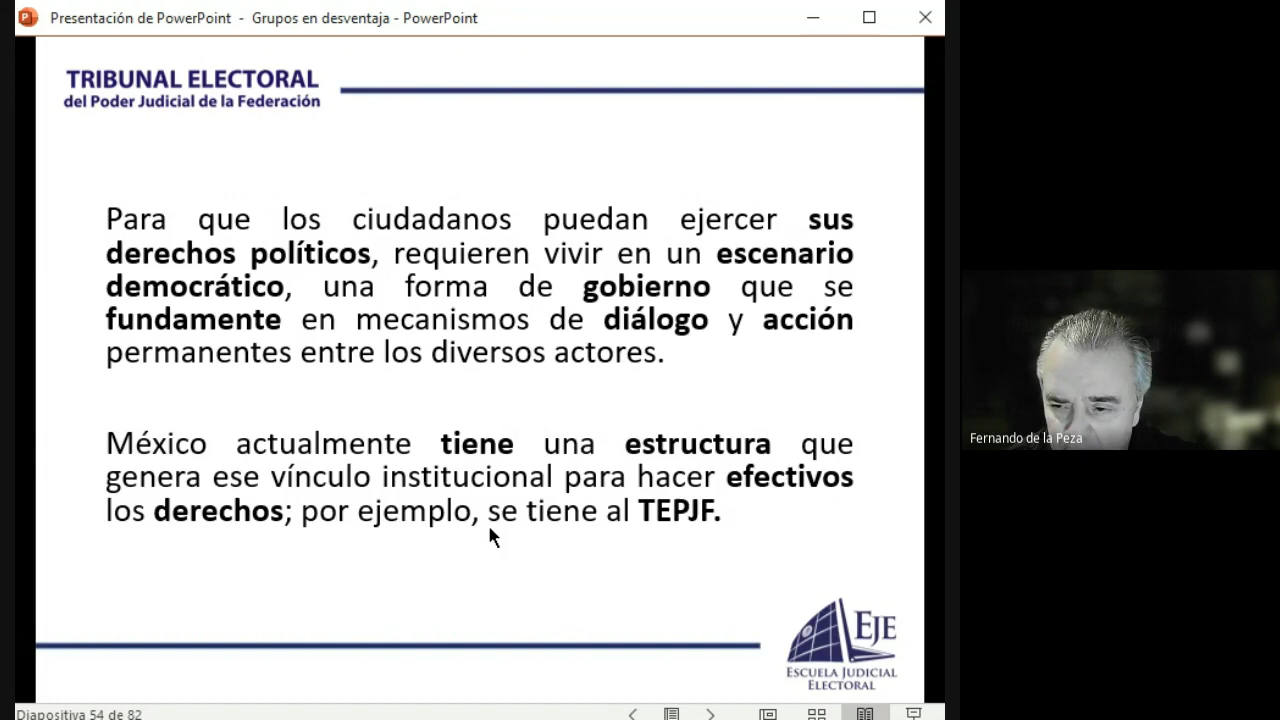 Presentación de PowerPoint - Grupos en desventaja - PowerPoint
TRIBUNAL ELECTORAL
del Poder Judicial de la Federación
Para que los ciudadanos puedan ejercer sus
derechos políticos, requieren vivir en un escenario
democrático, una forma de gobierno que se
fundamente en mecanismos de diálogo y acción
permanentes entre los diversos actores.
México actualmente tiene una estructura que
genera ese vínculo institucional para hacer efectivos
los derechos; por ejemplo, se tiene al TEPJF.
Fernando de la Peza
EJE
ESCUELA JUDICIAL
ELECTORAL
Diapositiva 54 de 82